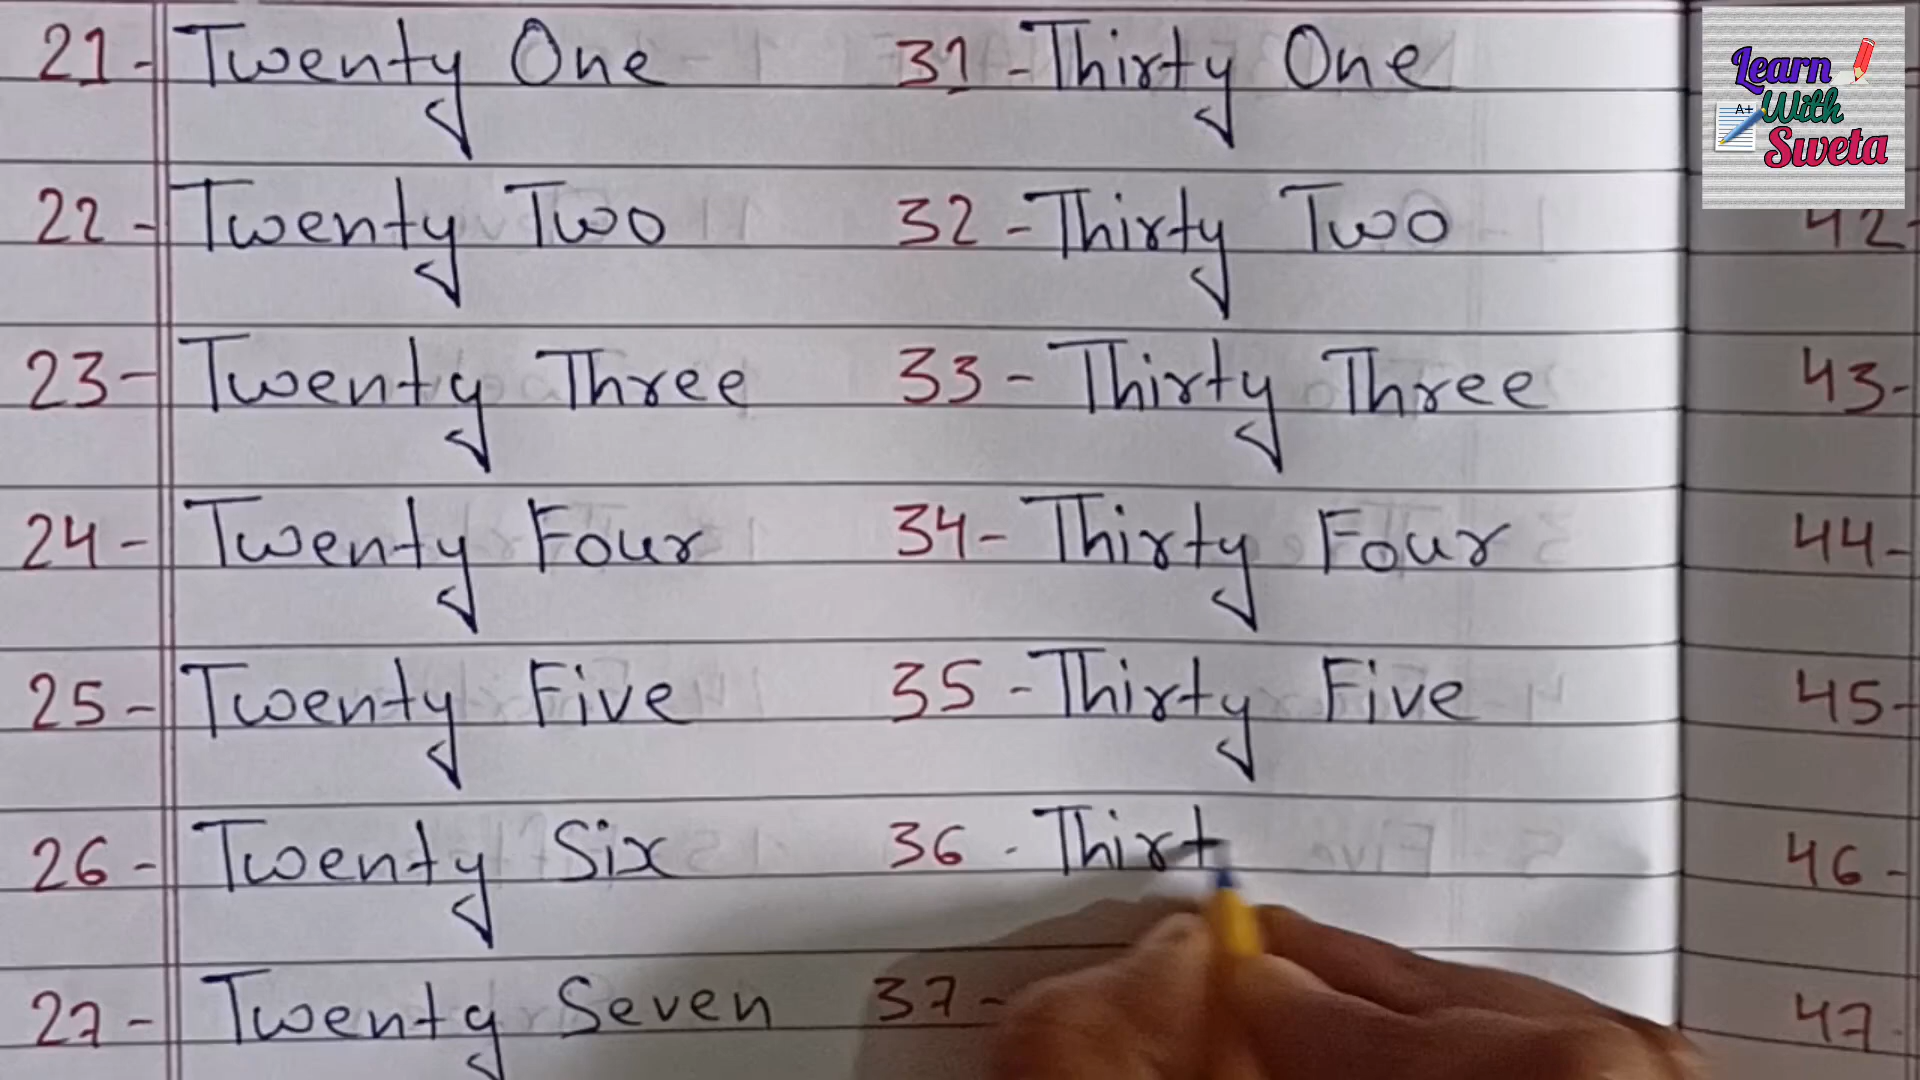 21 - Twenty One 31 - Thirty One
22 - Twenty Two 32 - Thirty Two 42-
23 - Twenty Three 33 - Thirty Three 43-
24 - Twenty Four 34 - Thirty Four 44-
25 - Twenty Five 35 - Thirty Five 45-
26 - Twenty Six 36 - Thirt 46-
27 - Twenty Seven 37 - 47-
Learn
A+ With
Sweta